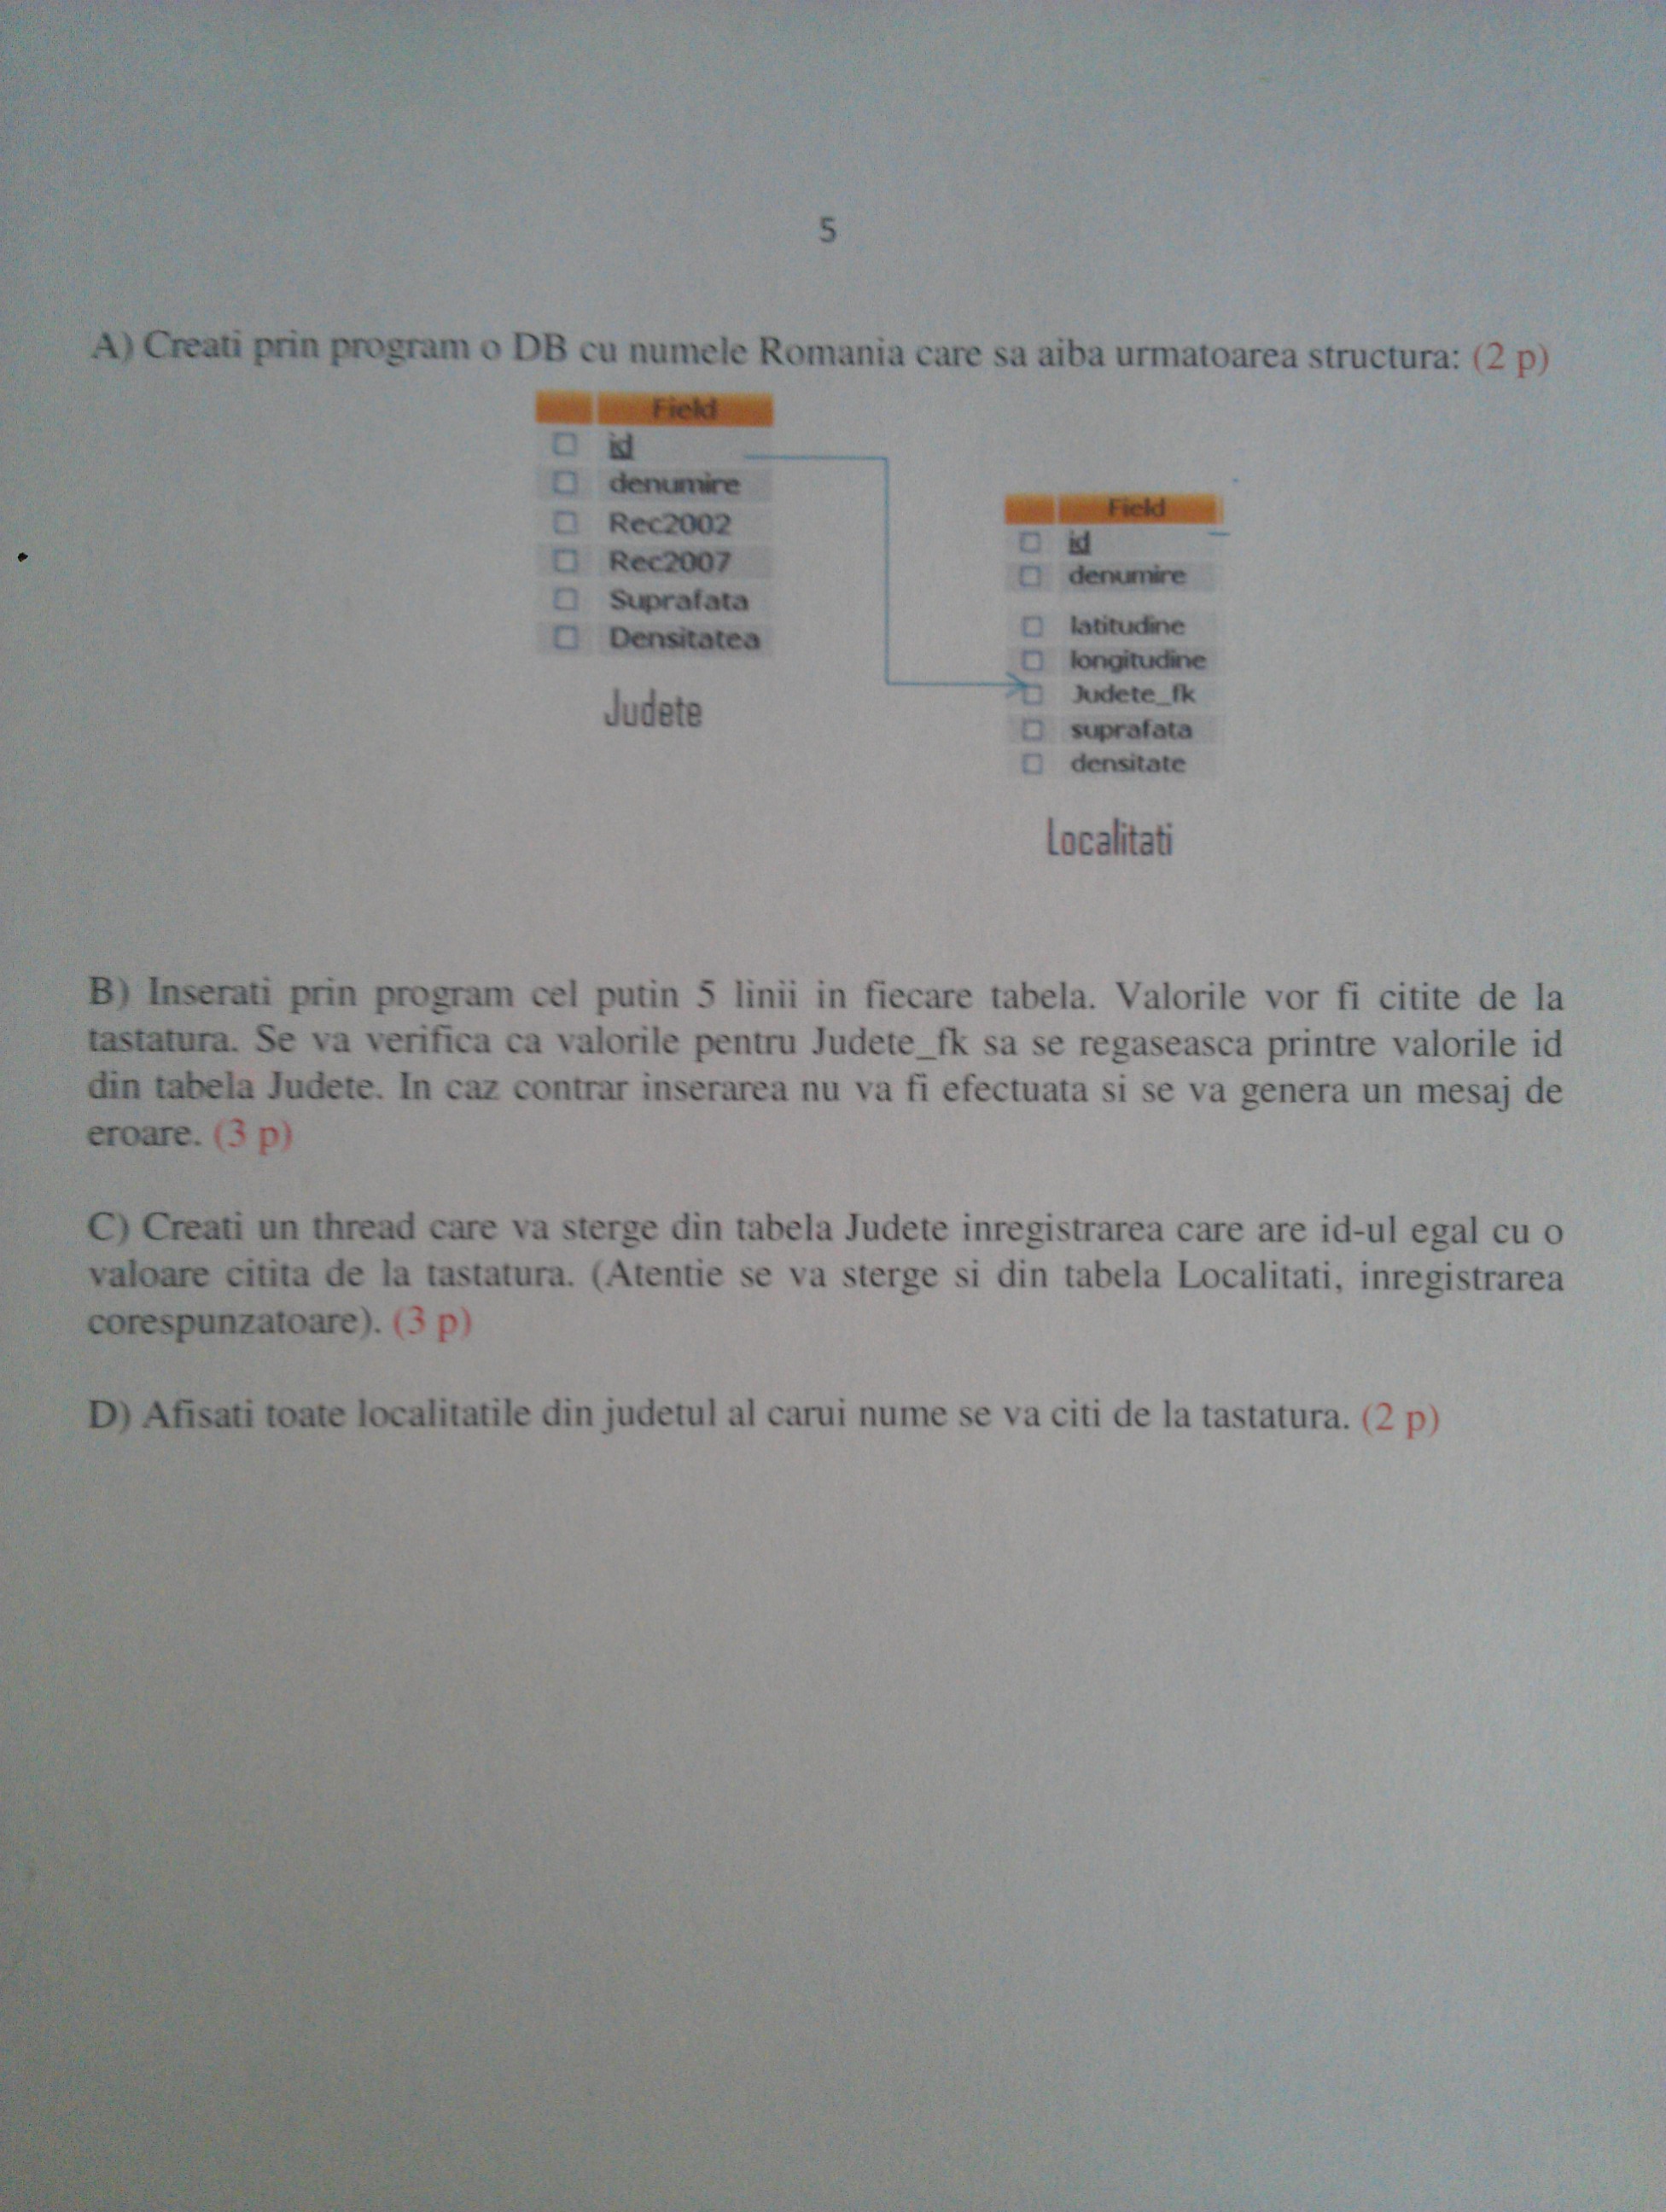 5
A) Creati prin program o DB cu numele Romania care sa aiba urmatoarea structura: (2 p)
Field
id
denumire
Rec2002
Rec2007
Suprafata
Densitatea
Judete
Field
id
denumire
latitudine
longitudine
Judete_fk
suprafata
densitate
Localitati
B) Inserati prin program cel putin 5 linii in fiecare tabela. Valorile vor fi citite de la
tastatura. Se va verifica ca valorile pentru Judete_fk sa se regaseasca printre valorile id
din tabela Judete. In caz contrar inserarea nu va fi efectuata si se va genera un mesaj de
eroare. (3 p)
C) Creati un thread care va sterge din tabela Judete inregistrarea care are id-ul egal cu o
valoare citita de la tastatura. (Atentie se va sterge si din tabela Localitati, inregistrarea
corespunzatoare). (3 p)
D) Afisati toate localitatile din judetul al carui nume se va citi de la tastatura. (2 p)